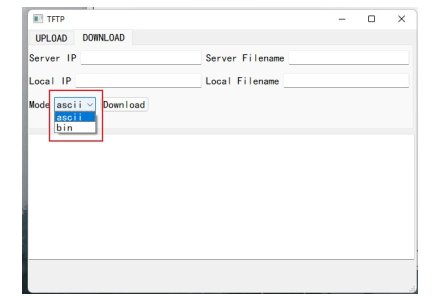 TFTP
UPLOAD DOWNLOAD
Server IP Server Filename
Local IP Local Filename
Mode ascii Download
ascii
bin